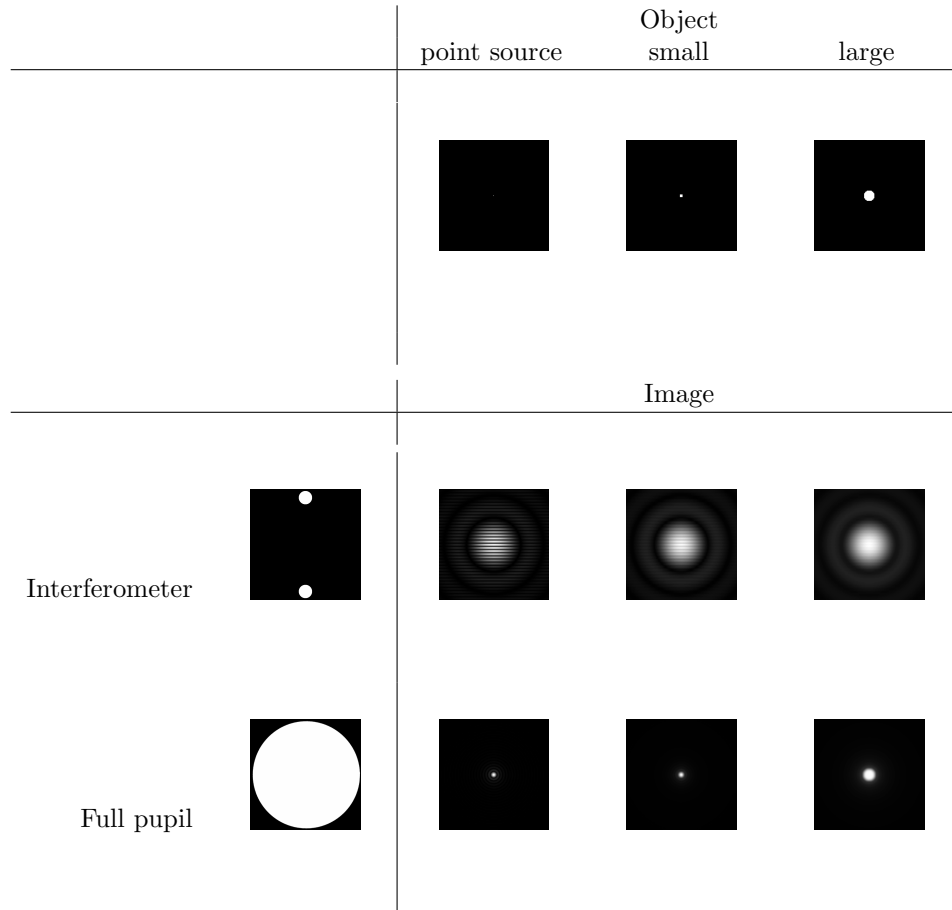 Object
point source small large
Image
Interferometer
Full pupil